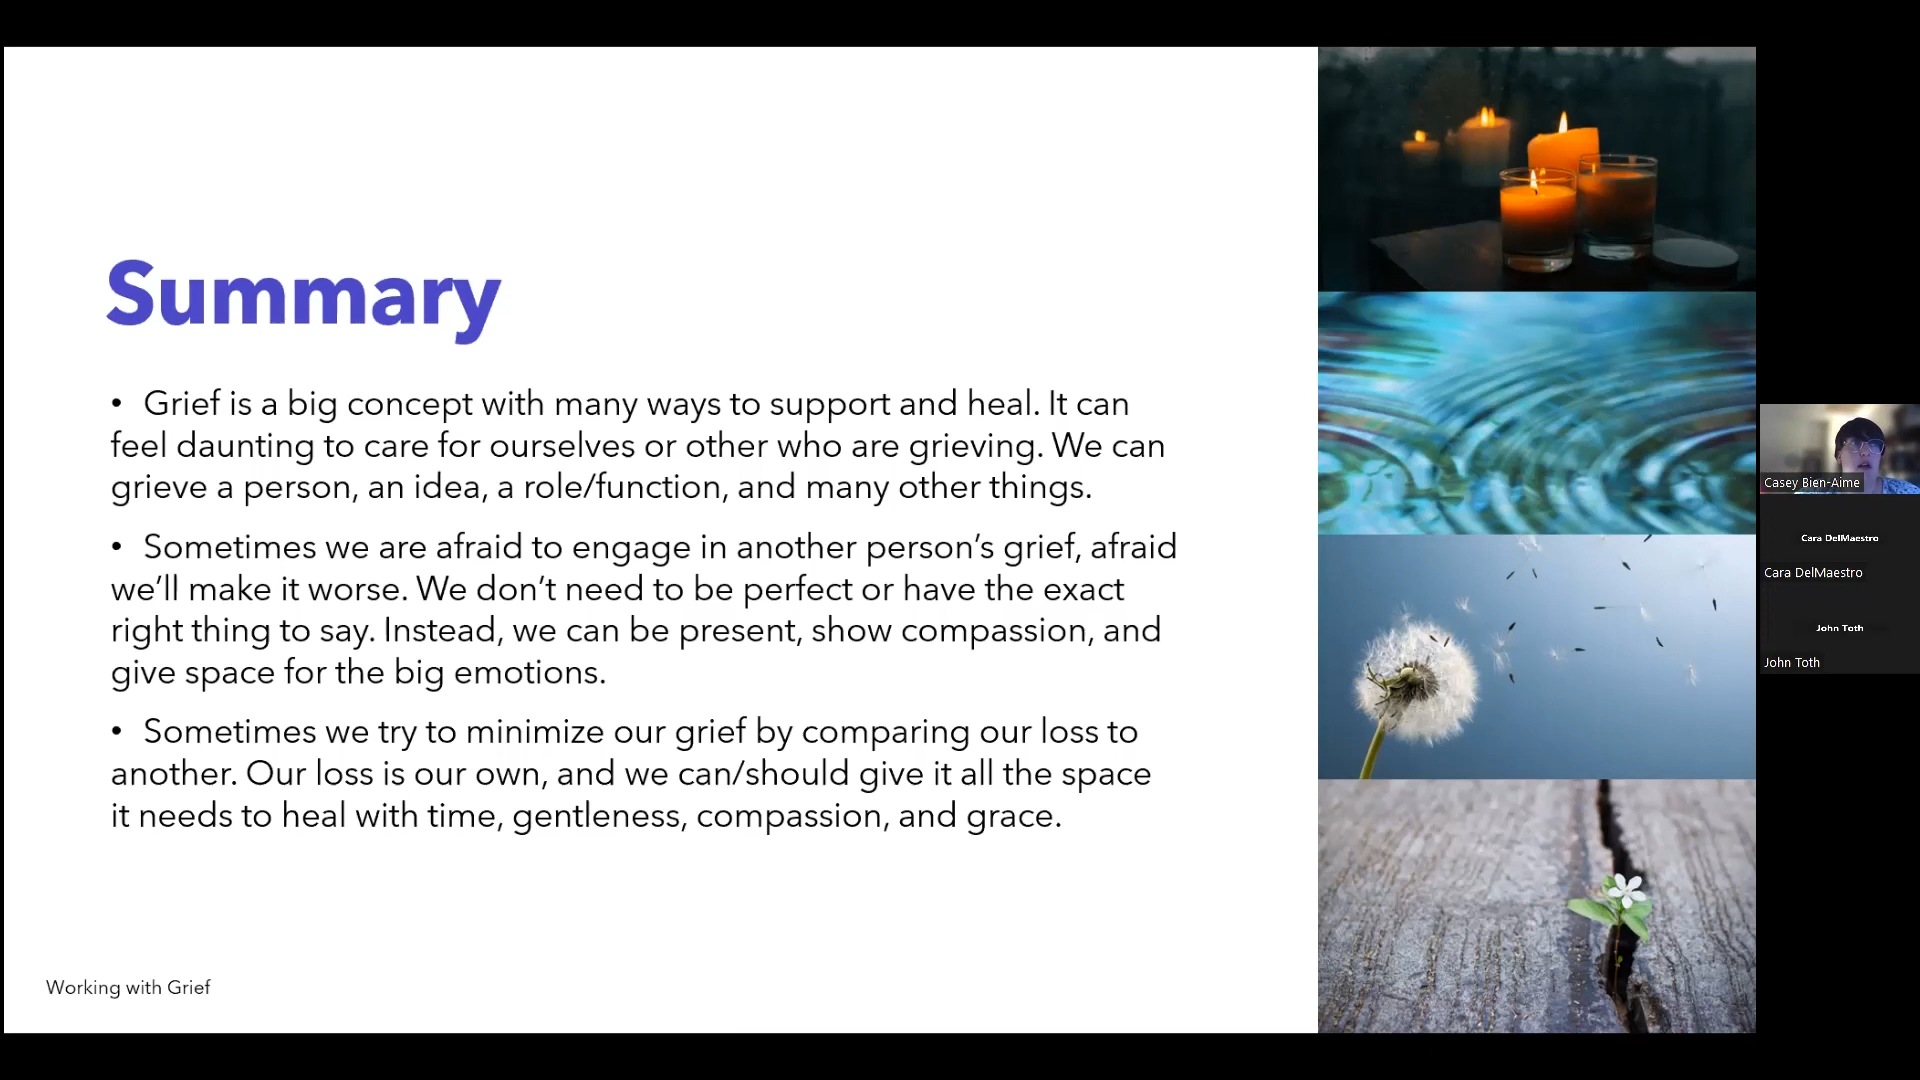 Summary
• Grief is a big concept with many ways to support and heal. It can
feel daunting to care for ourselves or other who are grieving. We can
grieve a person, an idea, a role/function, and many other things.
• Sometimes we are afraid to engage in another person’s grief, afraid
we’ll make it worse. We don’t need to be perfect or have the exact
right thing to say. Instead, we can be present, show compassion, and
give space for the big emotions.
• Sometimes we try to minimize our grief by comparing our loss to
another. Our loss is our own, and we can/should give it all the space
it needs to heal with time, gentleness, compassion, and grace.
Working with Grief
Casey Bien-Aime
Cara DelMaestro
Cara DelMaestro
John Toth
John Toth